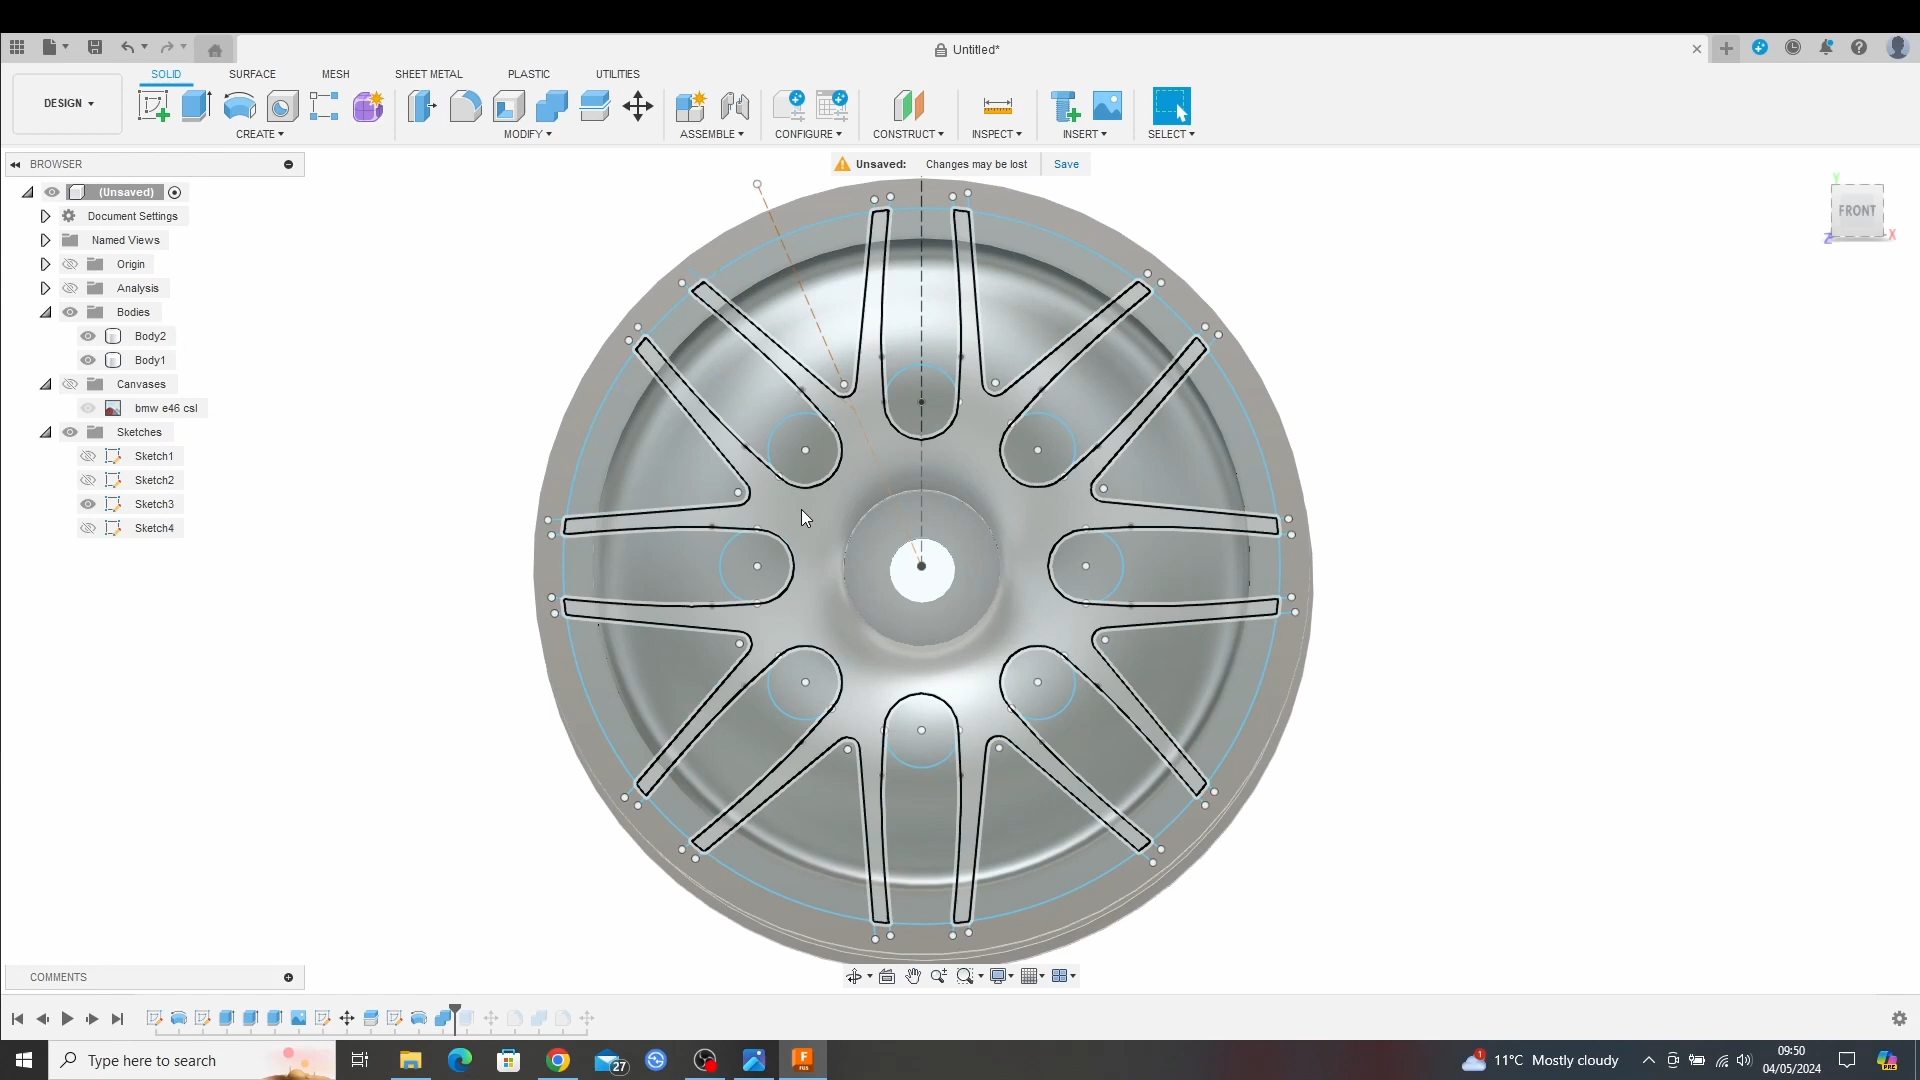 Untitled*
SOLID SURFACE MESH SHEET METAL PLASTIC UTILITIES
DESIGN
CREATE MODIFY ASSEMBLE CONFIGURE CONSTRUCT INSPECT INSERT SELECT
BROWSER
Unsaved: Changes may be lost Save
(Unsaved)
Document Settings
Named Views
Origin
Analysis
Bodies
Body2
Body1
Canvases
bmw e46 csl
Sketches
Sketch1
Sketch2
Sketch3
Sketch4
Y
FRONT
Z X
COMMENTS
Type here to search
27
F
1
11°C Mostly cloudy
09:50
04/05/2024
PRE